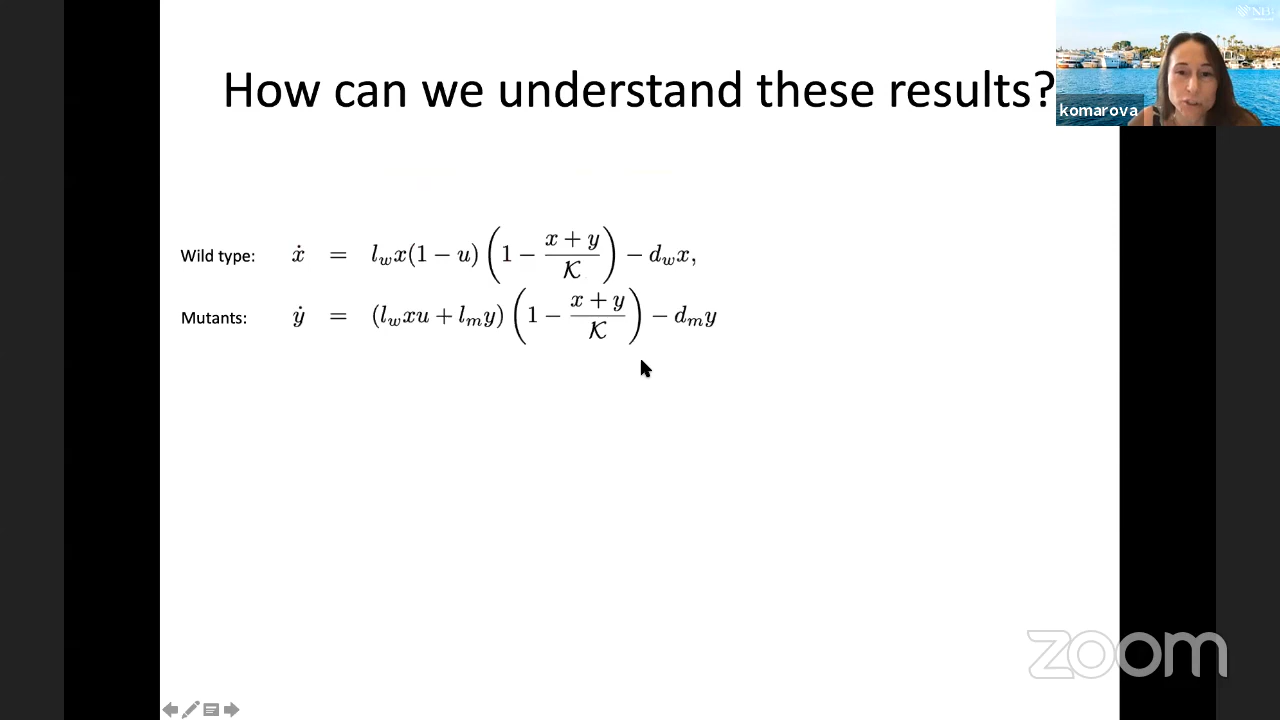 How can we understand these results?
komarova
Wild type: ẋ = l_w x(1 − u) (1 − (x + y)/𝒦) − d_w x,
Mutants: ẏ = (l_w xu + l_m y) (1 − (x + y)/𝒦) − d_m y
zoom